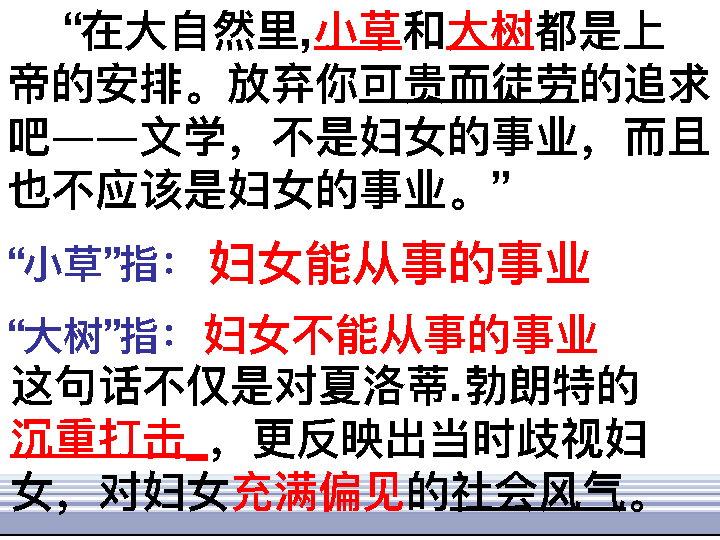 “在大自然里,小草和大树都是上
帝的安排。放弃你可贵而徒劳的追求
吧——文学，不是妇女的事业，而且
也不应该是妇女的事业。”
“小草”指： 妇女能从事的事业
“大树”指： 妇女不能从事的事业
这句话不仅是对夏洛蒂.勃朗特的
沉重打击_，更反映出当时歧视妇
女，对妇女充满偏见的社会风气。